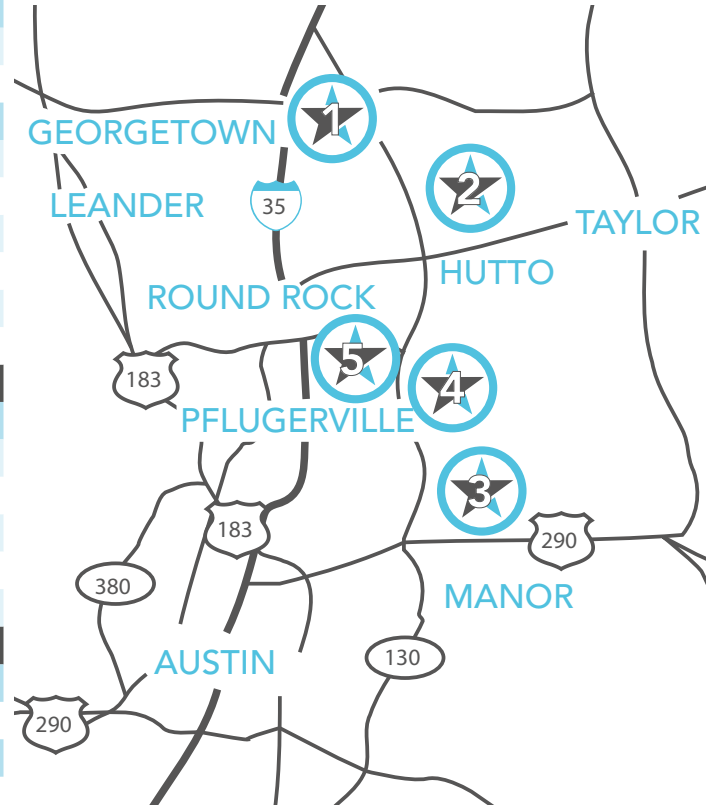 1
GEORGETOWN
2
LEANDER
35
TAYLOR
HUTTO
ROUND ROCK
5
183
4
PFLUGERVILLE
3
183
290
380
MANOR
130
AUSTIN
290